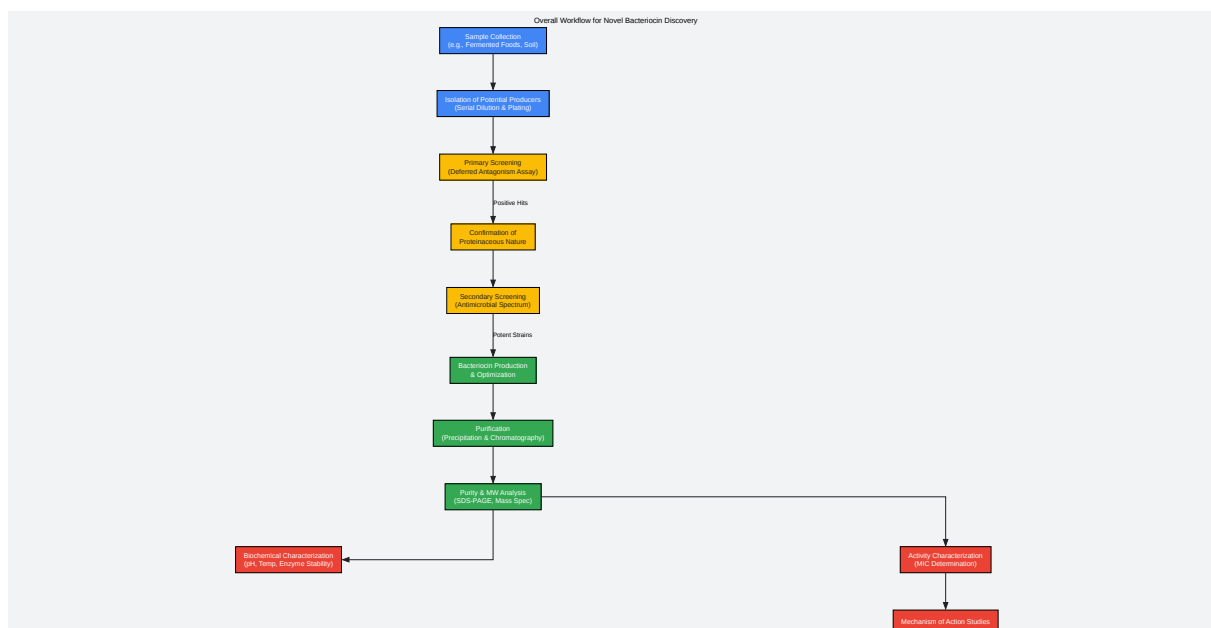 Overall Workflow for Novel Bacteriocin Discovery
Sample Collection
(e.g., Fermented Foods, Soil)
Isolation of Potential Producers
(Serial Dilution & Plating)
Primary Screening
(Deferred Antagonism Assay)
Positive Hits
Confirmation of
Proteinaceous Nature
Secondary Screening
(Antimicrobial Spectrum)
Potent Strains
Bacteriocin Production
& Optimization
Purification
(Precipitation & Chromatography)
Purity & MW Analysis
(SDS-PAGE, Mass Spec)
Biochemical Characterization
(pH, Temp, Enzyme Stability)
Activity Characterization
(MIC Determination)
Mechanism of Action Studies